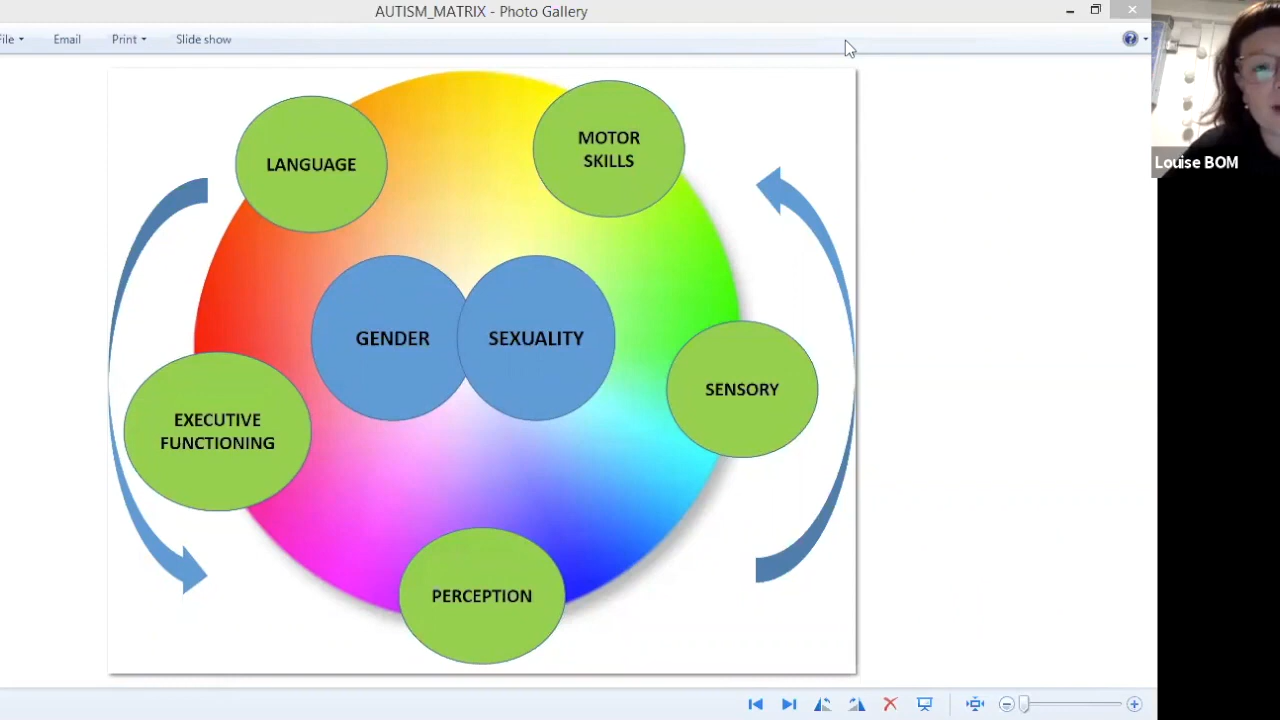 AUTISM_MATRIX - Photo Gallery
File
Email
Print
Slide show
Louise BOM
LANGUAGE
MOTOR
SKILLS
GENDER
SEXUALITY
SENSORY
EXECUTIVE
FUNCTIONING
PERCEPTION